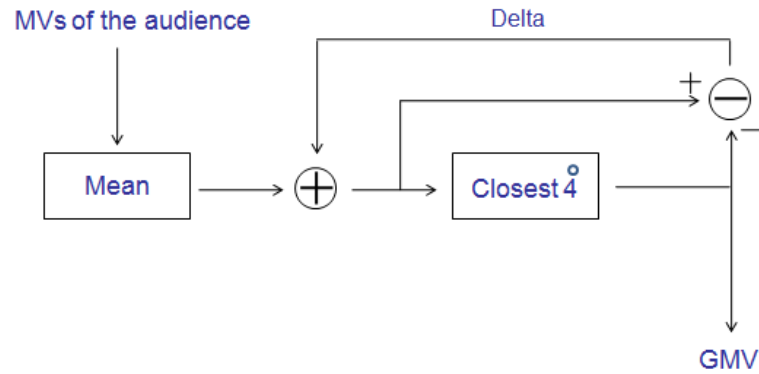 MVs of the audience
Delta
+
−
−
Mean
+
Closest 4°
GMV